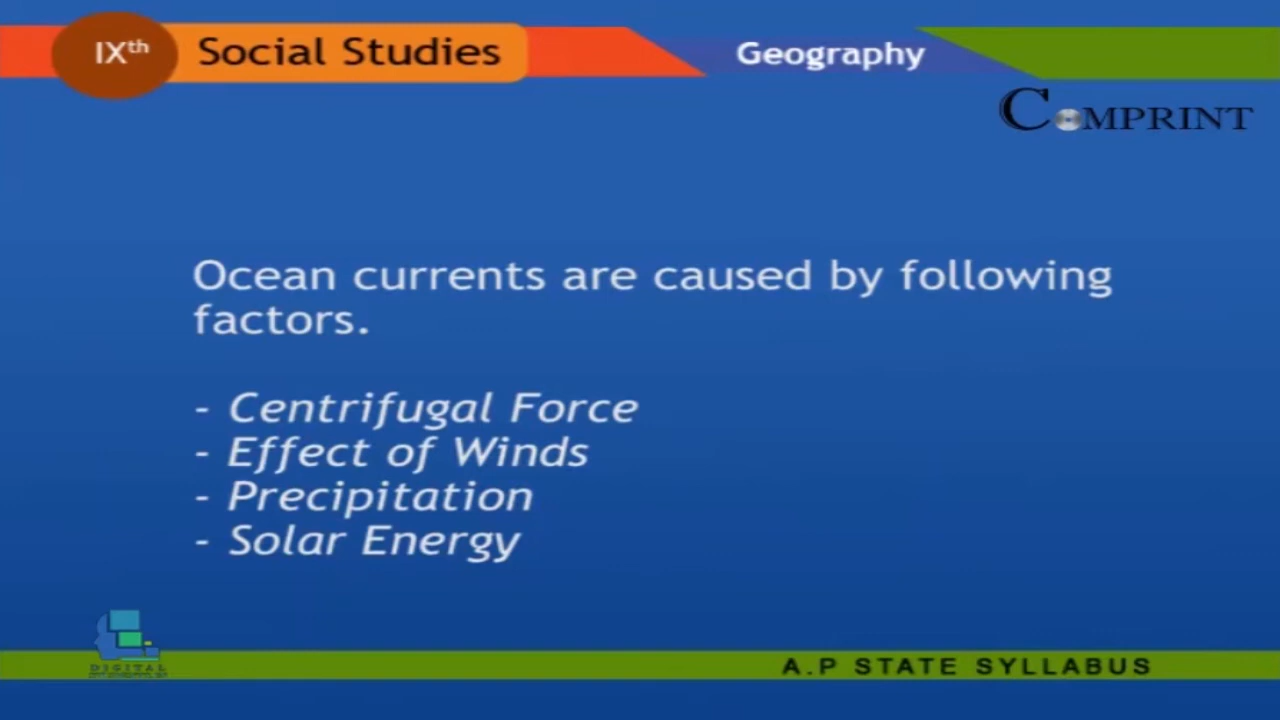 IXth Social Studies
Geography
COMPRINT
Ocean currents are caused by following
factors.
- Centrifugal Force
- Effect of Winds
- Precipitation
- Solar Energy
DIGITAL
A.P STATE SYLLABUS